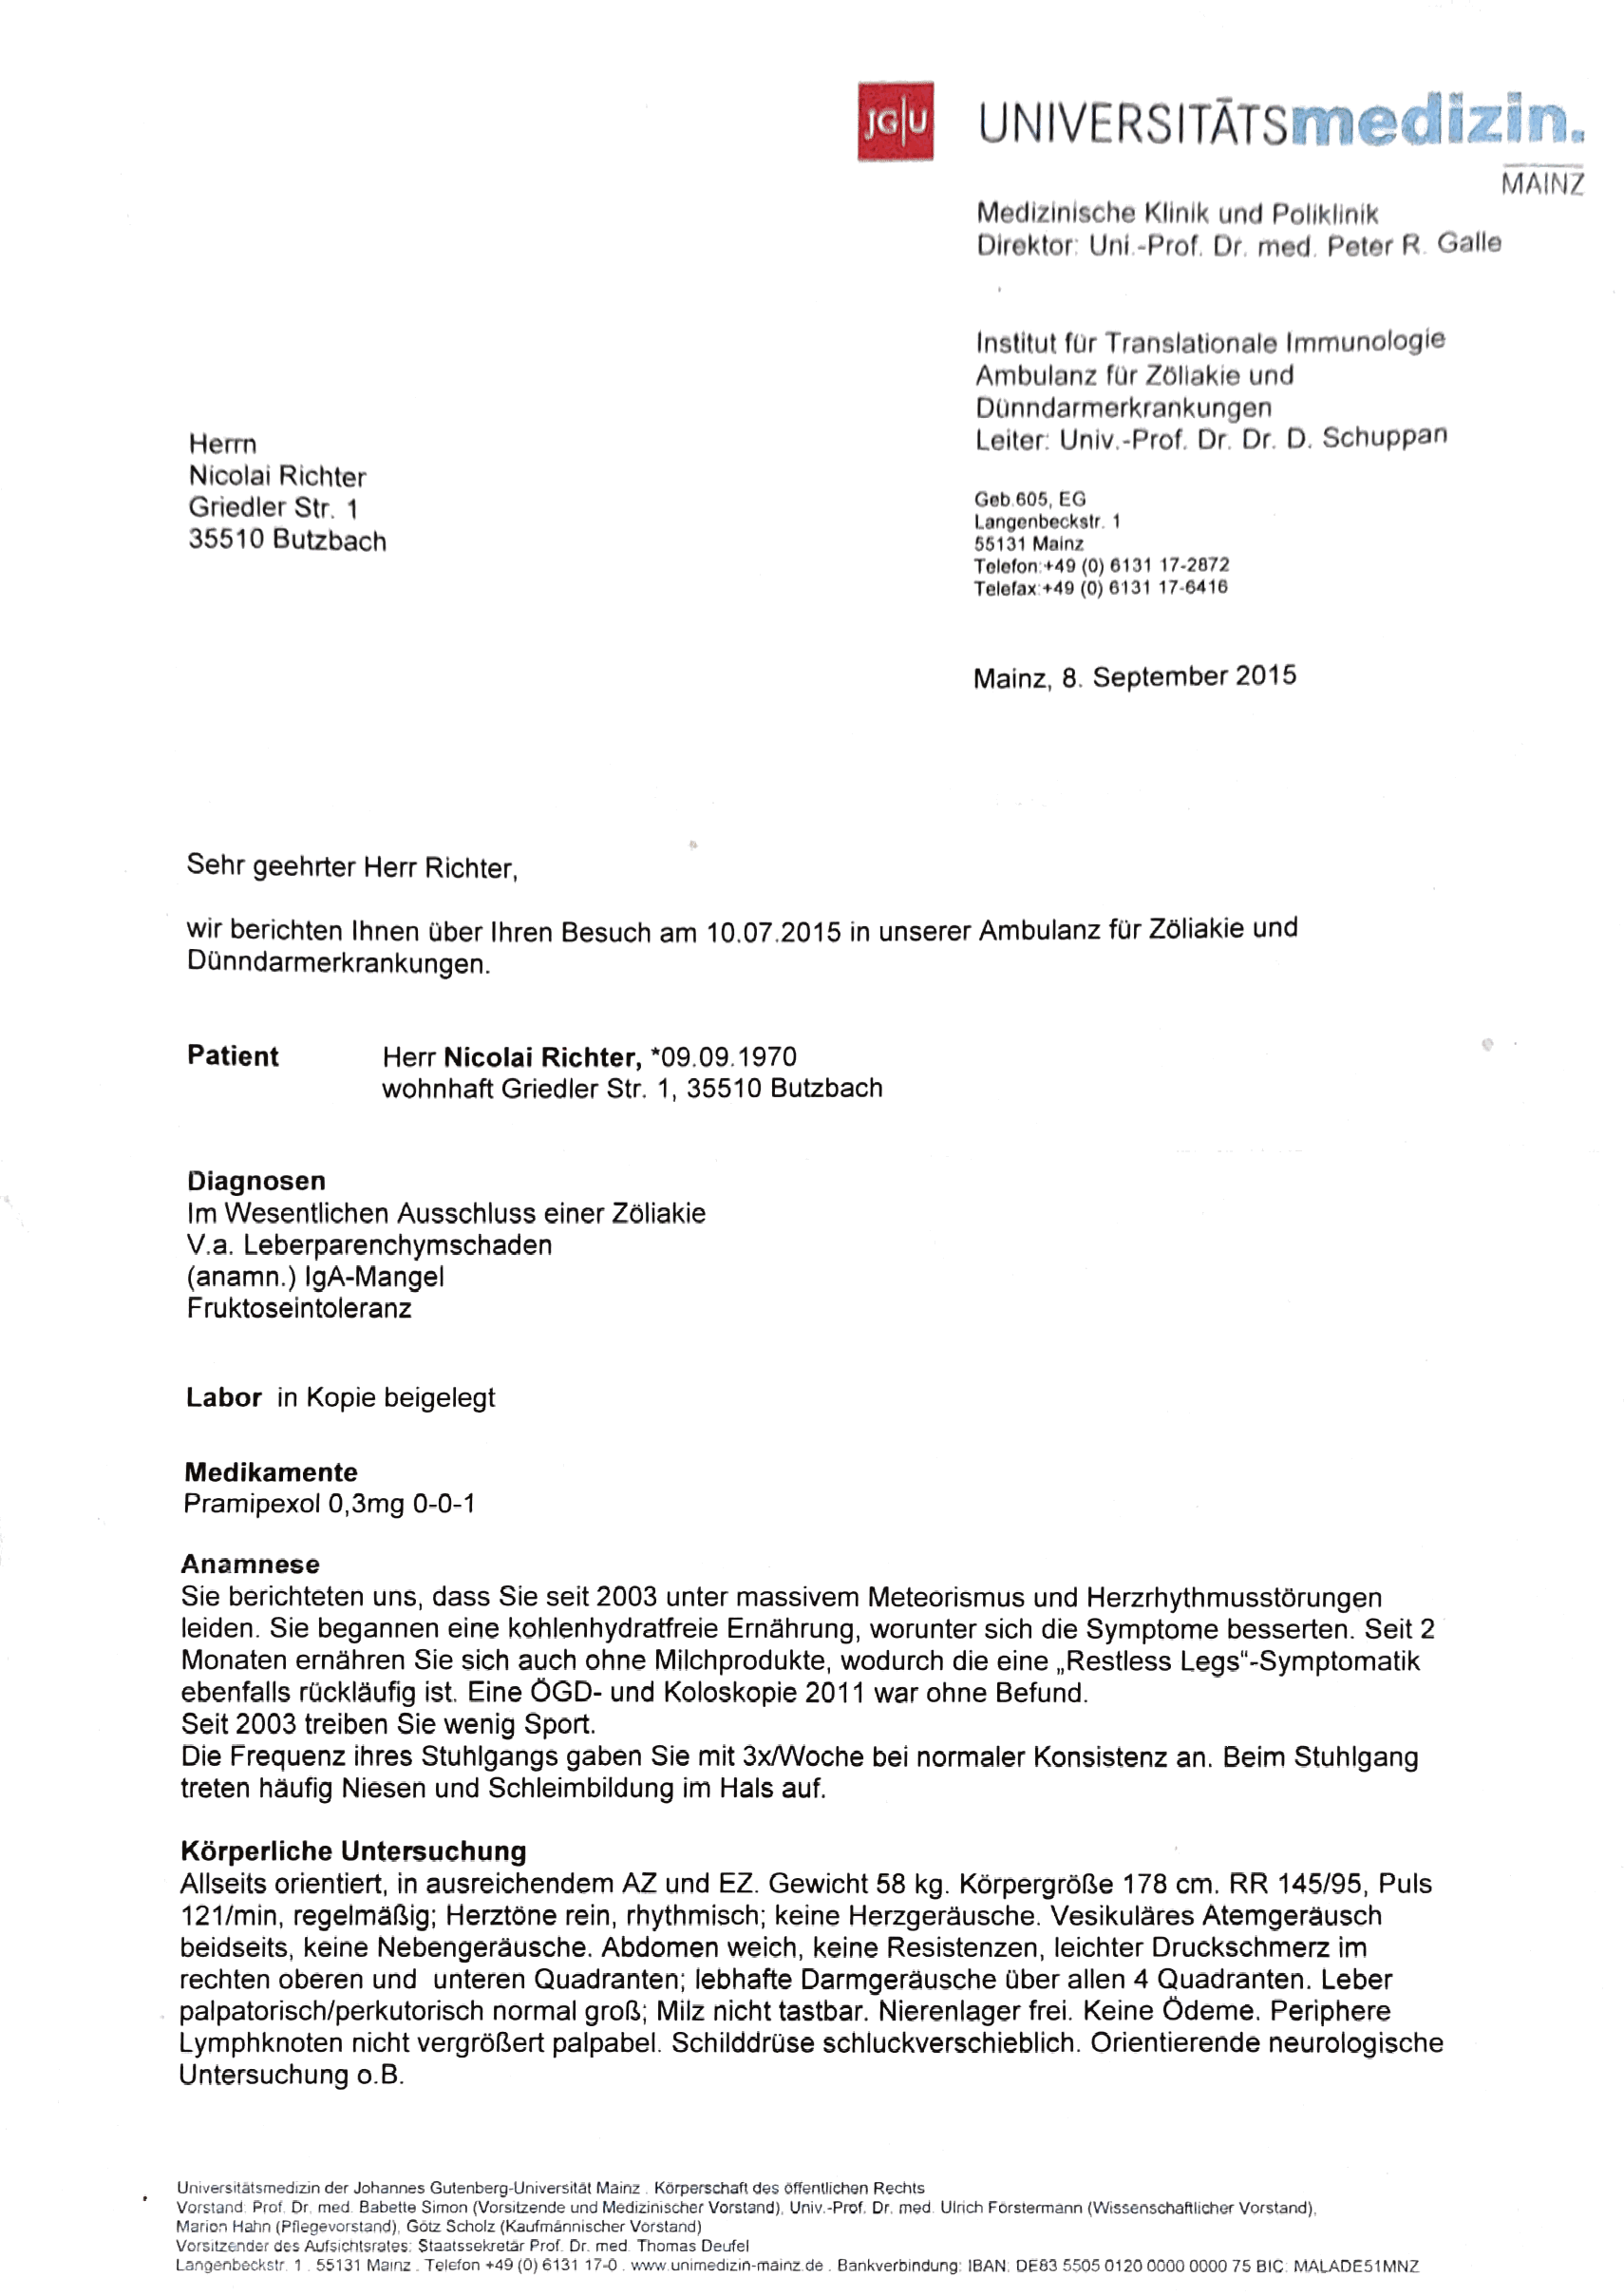 JG|U UNIVERSITÄTSmedizin.
MAINZ
Medizinische Klinik und Poliklinik
Direktor: Uni.-Prof. Dr. med. Peter R. Galle
Institut für Translationale Immunologie
Ambulanz für Zöliakie und
Dünndarmerkrankungen
Leiter: Univ.-Prof. Dr. Dr. D. Schuppan
Herrn
Nicolai Richter
Griedler Str. 1
35510 Butzbach
Geb.605, EG
Langenbeckstr. 1
55131 Mainz
Telefon:+49 (0) 6131 17-2872
Telefax:+49 (0) 6131 17-6416
Mainz, 8. September 2015
Sehr geehrter Herr Richter,
wir berichten Ihnen über Ihren Besuch am 10.07.2015 in unserer Ambulanz für Zöliakie und
Dünndarmerkrankungen.
Patient Herr Nicolai Richter, *09.09.1970
wohnhaft Griedler Str. 1, 35510 Butzbach
Diagnosen
Im Wesentlichen Ausschluss einer Zöliakie
V.a. Leberparenchymschaden
(anamn.) IgA-Mangel
Fruktoseintoleranz
Labor in Kopie beigelegt
Medikamente
Pramipexol 0,3mg 0-0-1
Anamnese
Sie berichteten uns, dass Sie seit 2003 unter massivem Meteorismus und Herzrhythmusstörungen
leiden. Sie begannen eine kohlenhydratfreie Ernährung, worunter sich die Symptome besserten. Seit 2
Monaten ernähren Sie sich auch ohne Milchprodukte, wodurch die eine „Restless Legs“-Symptomatik
ebenfalls rückläufig ist. Eine ÖGD- und Koloskopie 2011 war ohne Befund.
Seit 2003 treiben Sie wenig Sport.
Die Frequenz ihres Stuhlgangs gaben Sie mit 3x/Woche bei normaler Konsistenz an. Beim Stuhlgang
treten häufig Niesen und Schleimbildung im Hals auf.
Körperliche Untersuchung
Allseits orientiert, in ausreichendem AZ und EZ. Gewicht 58 kg. Körpergröße 178 cm. RR 145/95, Puls
121/min, regelmäßig; Herztöne rein, rhythmisch; keine Herzgeräusche. Vesikuläres Atemgeräusch
beidseits, keine Nebengeräusche. Abdomen weich, keine Resistenzen, leichter Druckschmerz im
rechten oberen und unteren Quadranten; lebhafte Darmgeräusche über allen 4 Quadranten. Leber
palpatorisch/perkutorisch normal groß; Milz nicht tastbar. Nierenlager frei. Keine Ödeme. Periphere
Lymphknoten nicht vergrößert palpabel. Schilddrüse schluckverschieblich. Orientierende neurologische
Untersuchung o.B.
Universitätsmedizin der Johannes Gutenberg-Universität Mainz . Körperschaft des öffentlichen Rechts
Vorstand: Prof. Dr. med. Babette Simon (Vorsitzende und Medizinischer Vorstand), Univ.-Prof. Dr. med. Ulrich Förstermann (Wissenschaftlicher Vorstand),
Marion Hahn (Pflegevorstand), Götz Scholz (Kaufmännischer Vorstand)
Vorsitzender des Aufsichtsrates: Staatssekretär Prof. Dr. med. Thomas Deufel
Langenbeckstr. 1 . 55131 Mainz . Telefon +49 (0) 6131 17-0 . www.unimedizin-mainz.de . Bankverbindung: IBAN: DE83 5505 0120 0000 0000 75 BIC: MALADE51MNZ